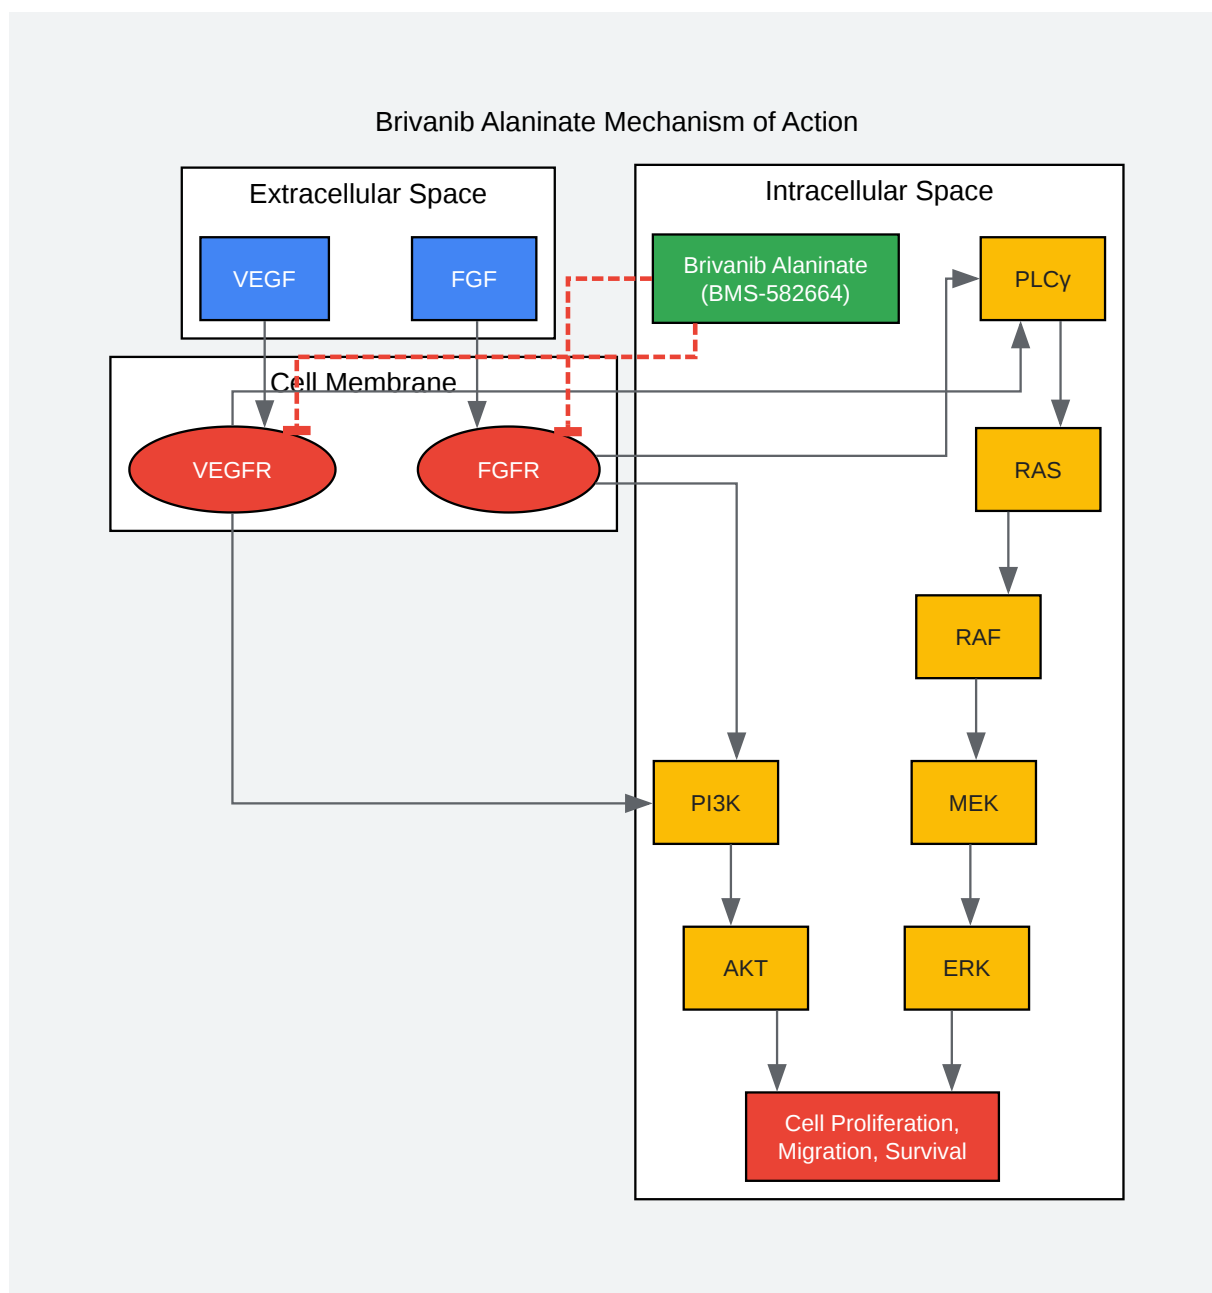 Brivanib Alaninate Mechanism of Action
Extracellular Space
VEGF
FGF
Intracellular Space
Brivanib Alaninate
(BMS-582664)
PLCγ
Cell Membrane
VEGFR
FGFR
RAS
RAF
PI3K
MEK
AKT
ERK
Cell Proliferation,
Migration, Survival